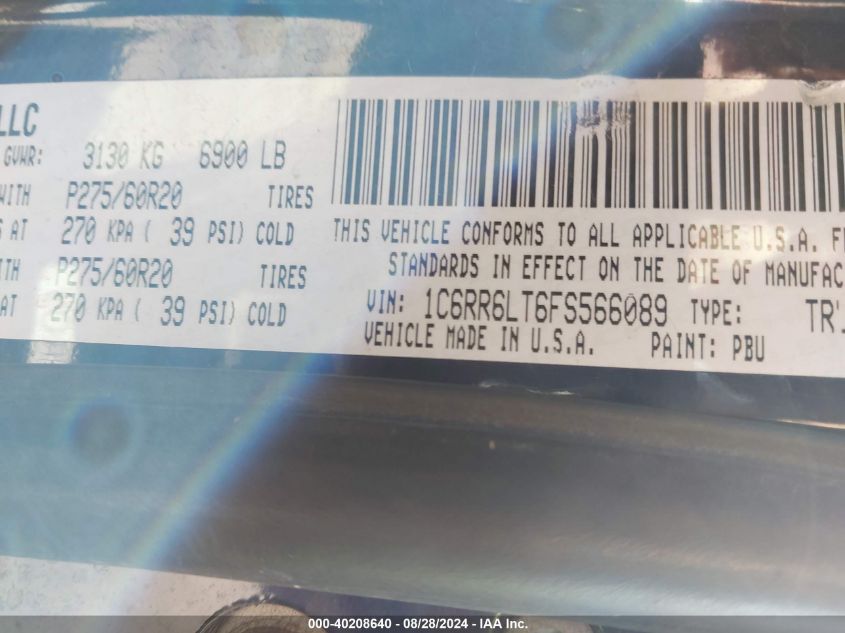 LLC
GVWR: 3130 KG 6900 LB
WITH P275/60R20 TIRES
AT 270 KPA ( 39 PSI) COLD
P275/60R20 TIRES
AT 270 KPA ( 39 PSI) COLD
THIS VEHICLE CONFORMS TO ALL APPLICABLE U.S.A.
STANDARDS IN EFFECT ON THE DATE OF MANUFAC
VIN: 1C6RR6LT6FS566089 TYPE:
VEHICLE MADE IN U.S.A. PAINT: PBU
000-40208640 - 08/28/2024 - IAA Inc.